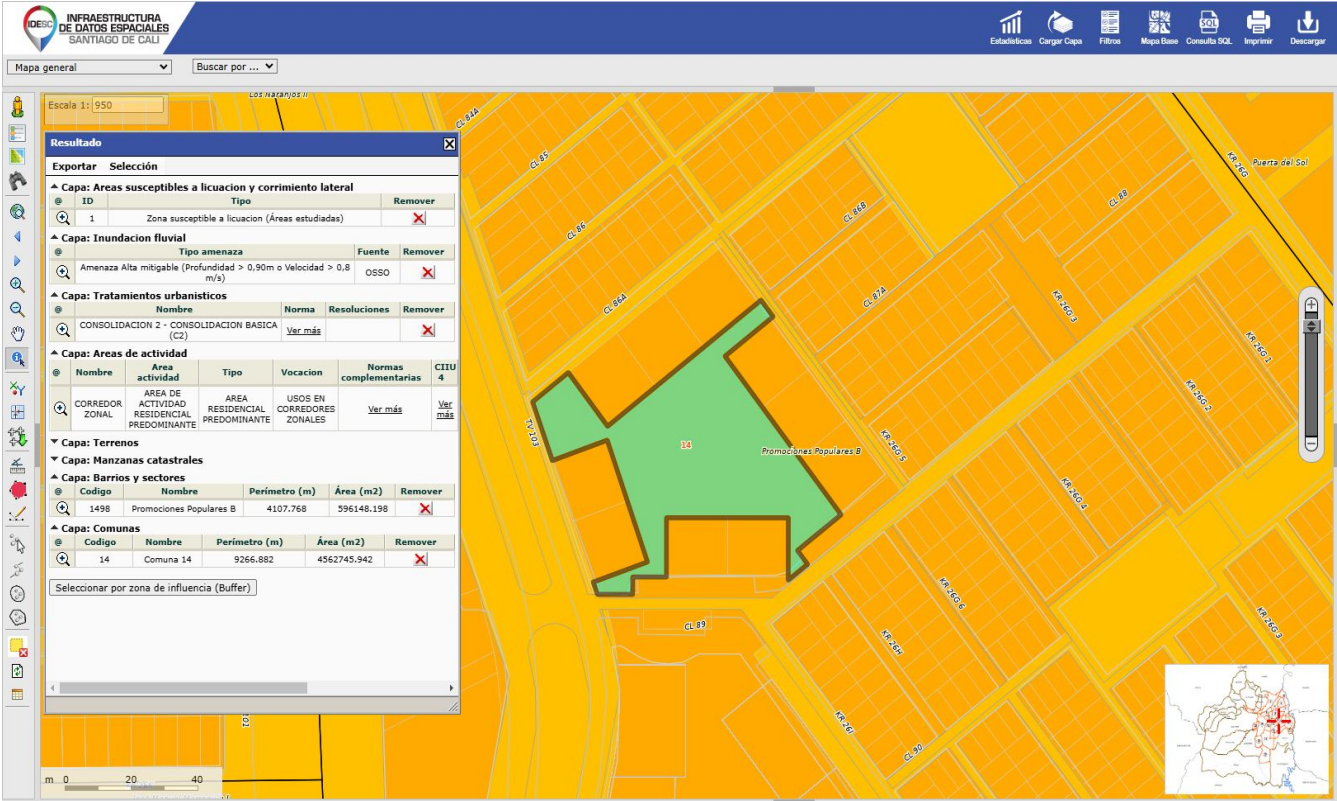 IDESC
INFRAESTRUCTURA
DE DATOS ESPACIALES
SANTIAGO DE CALI
Estadísticas Cargar Capa Filtros Mapa Base Consulta SQL Imprimir Descargar
SQL
Mapa general
Buscar por ...
Escala 1: 950
Los Naranjos II
Resultado
Exportar Selección
Capa: Areas susceptibles a licuacion y corrimiento lateral
@ ID Tipo Remover
1 Zona susceptible a licuacion (Áreas estudiadas)
Capa: Inundacion fluvial
@ Tipo amenaza Fuente Remover
Amenaza Alta mitigable (Profundidad > 0,90m o Velocidad > 0,8
m/s)
OSSO
Capa: Tratamientos urbanisticos
@ Nombre Norma Resoluciones Remover
CONSOLIDACION 2 - CONSOLIDACION BASICA
(C2)
Ver más
Capa: Areas de actividad
@ Nombre Area
actividad Tipo Vocacion Normas
complementarias CIIU
4
CORREDOR
ZONAL
AREA DE
ACTIVIDAD
RESIDENCIAL
PREDOMINANTE
AREA
RESIDENCIAL
PREDOMINANTE
USOS EN
CORREDORES
ZONALES
Ver más
Ver
más
Capa: Terrenos
Capa: Manzanas catastrales
Capa: Barrios y sectores
@ Codigo Nombre Perímetro (m) Área (m2) Remover
1498 Promociones Populares B 4107.768 596148.198
Capa: Comunas
@ Codigo Nombre Perímetro (m) Área (m2) Remover
14 Comuna 14 9266.882 4562745.942
Seleccionar por zona de influencia (Buffer)
CL 84A
CL 85
CL 86
CL 86A
CL 86B
CL 87A
CL 88
KR 26G
Puerta del Sol
KR 26G 3
KR 26G 1
KR 26G 2
TV 103
14
Promociones Populares B
KR 26G 5
KR 26G 4
KR 26G 6
KR 26G 3
CL 89
KR 26H
KR 26I
CL 90
101
m 0 20 40